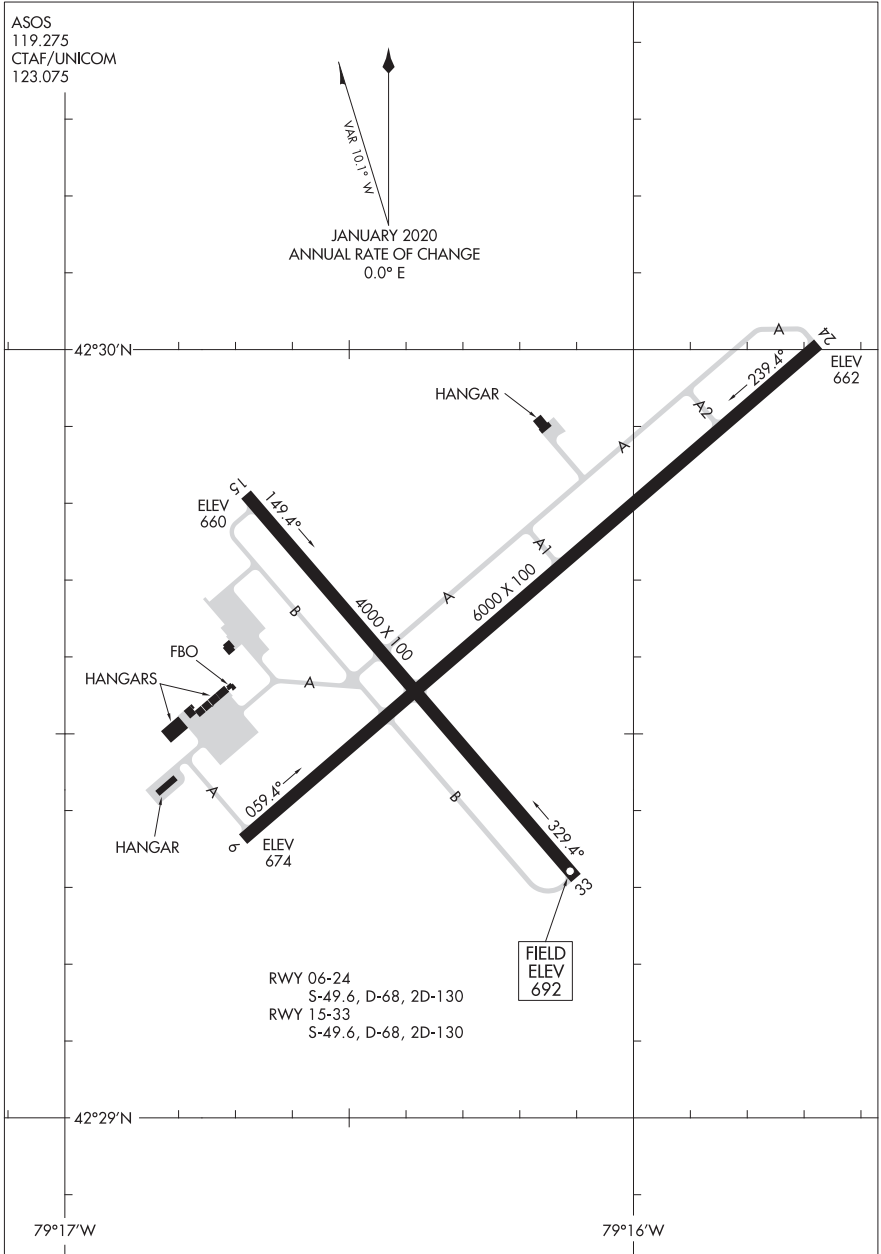 ASOS
119.275
CTAF/UNICOM
123.075
VAR 10.1° W
JANUARY 2020
ANNUAL RATE OF CHANGE
0.0° E
42°30'N
A
24
ELEV
662
239.4°
HANGAR
A2
A
15
ELEV
660
149.4°
A1
4000 X 100
6000 X 100
A
B
FBO
HANGARS
A
059.4°
A
B
HANGAR
6
ELEV
674
329.4°
33
FIELD
ELEV
692
RWY 06-24
S-49.6, D-68, 2D-130
RWY 15-33
S-49.6, D-68, 2D-130
42°29'N
79°17'W
79°16'W